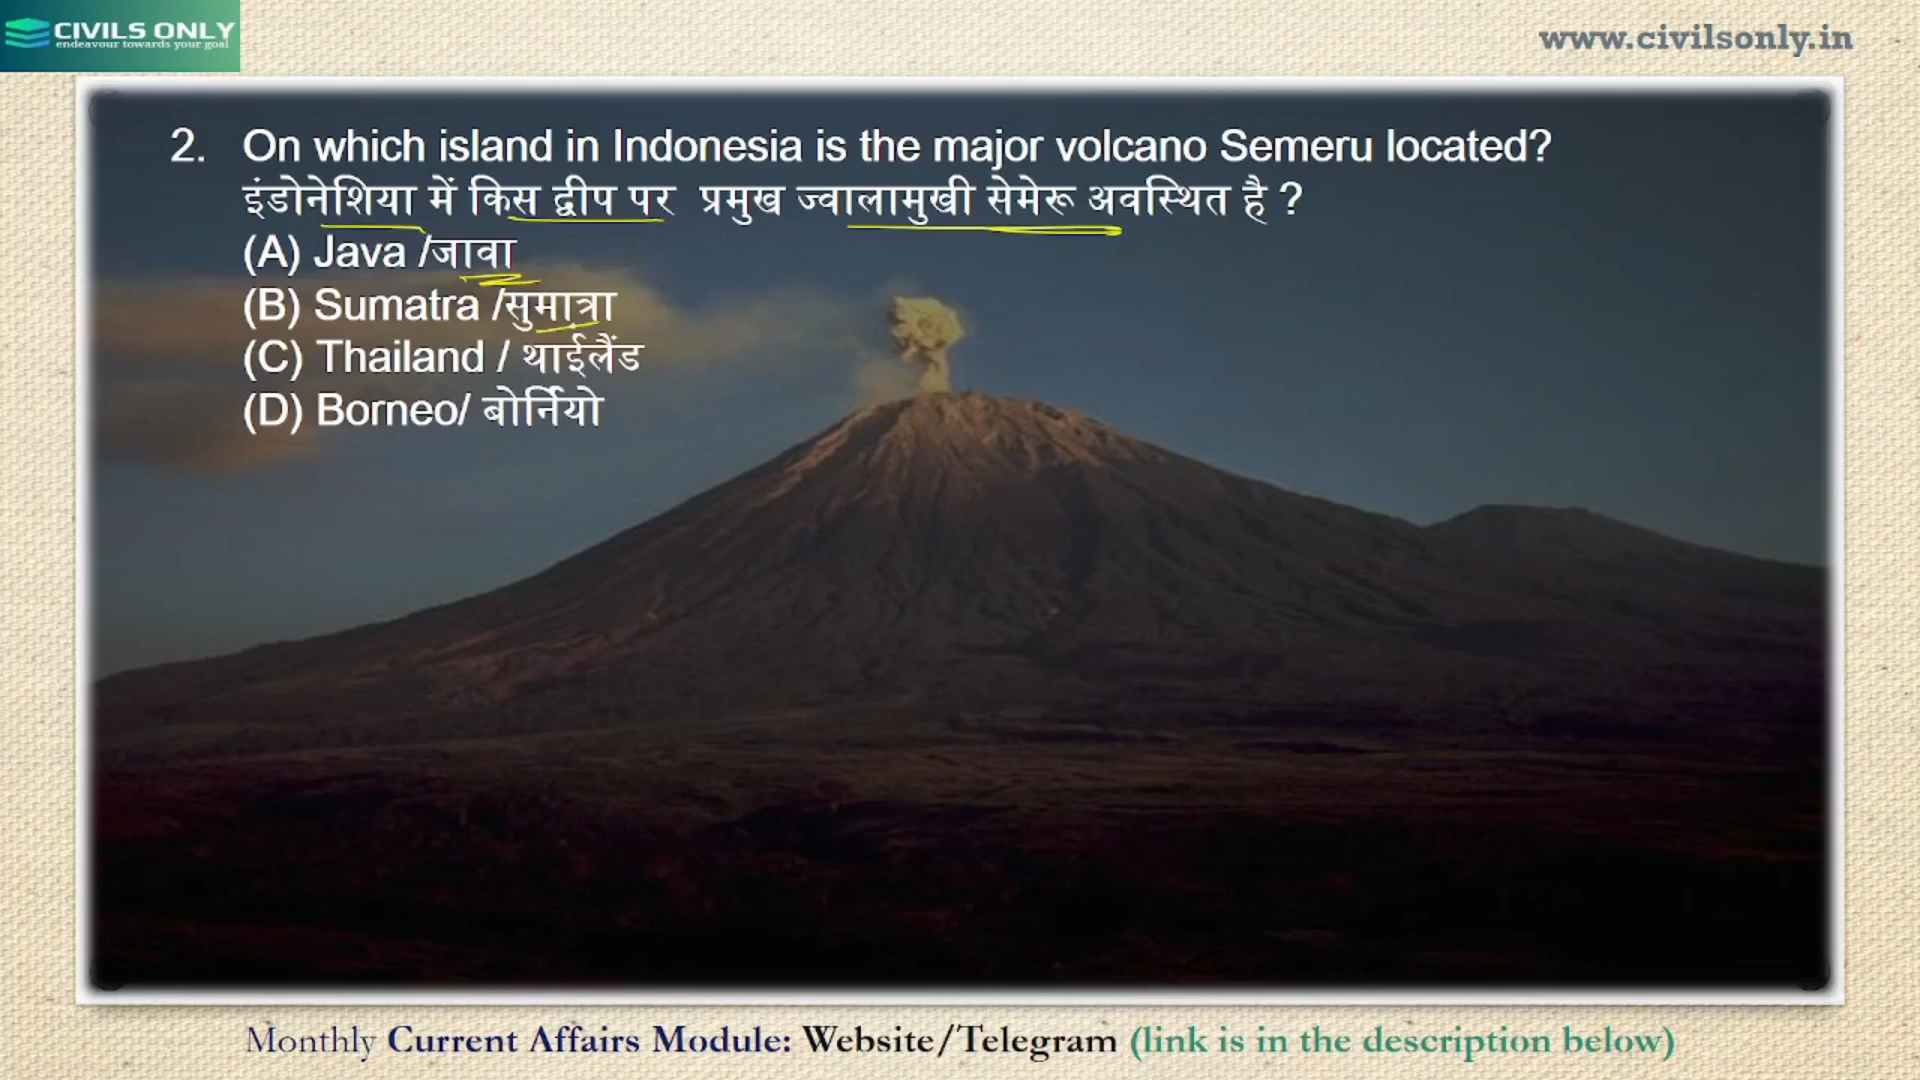 CIVILS ONLY
endeavour towards your goal
www.civilsonly.in
2. On which island in Indonesia is the major volcano Semeru located?
इंडोनेशिया में किस द्वीप पर प्रमुख ज्वालामुखी सेमेरू अवस्थित है ?
(A) Java /जावा
(B) Sumatra /सुमात्रा
(C) Thailand / थाईलैंड
(D) Borneo/ बोर्नियो
Monthly Current Affairs Module: Website/Telegram (link is in the description below)